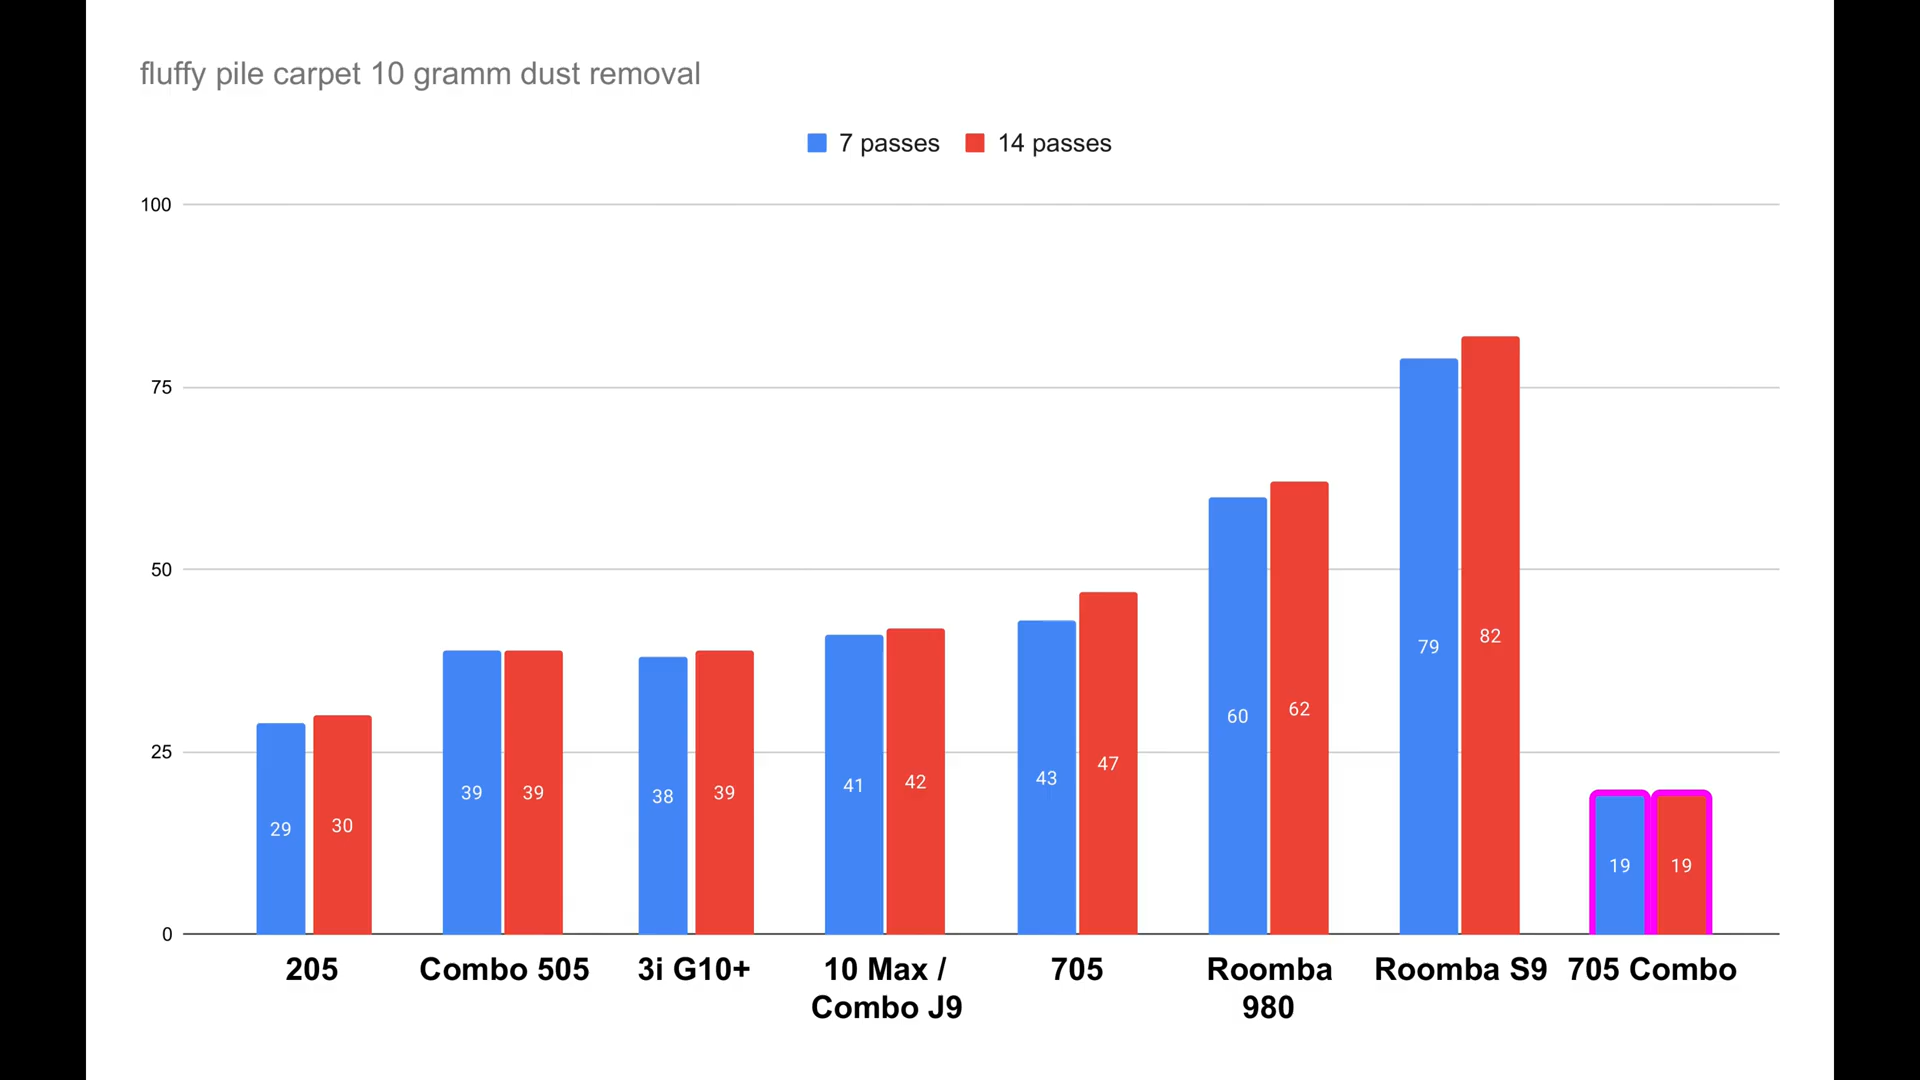 fluffy pile carpet 10 gramm dust removal
7 passes 14 passes
100
75
50
25
0
29 30 39 39 38 39 41 42 43 47 60 62 79 82 19 19
205 Combo 505 3i G10+ 10 Max / 705 Roomba Roomba S9 705 Combo
Combo J9 980